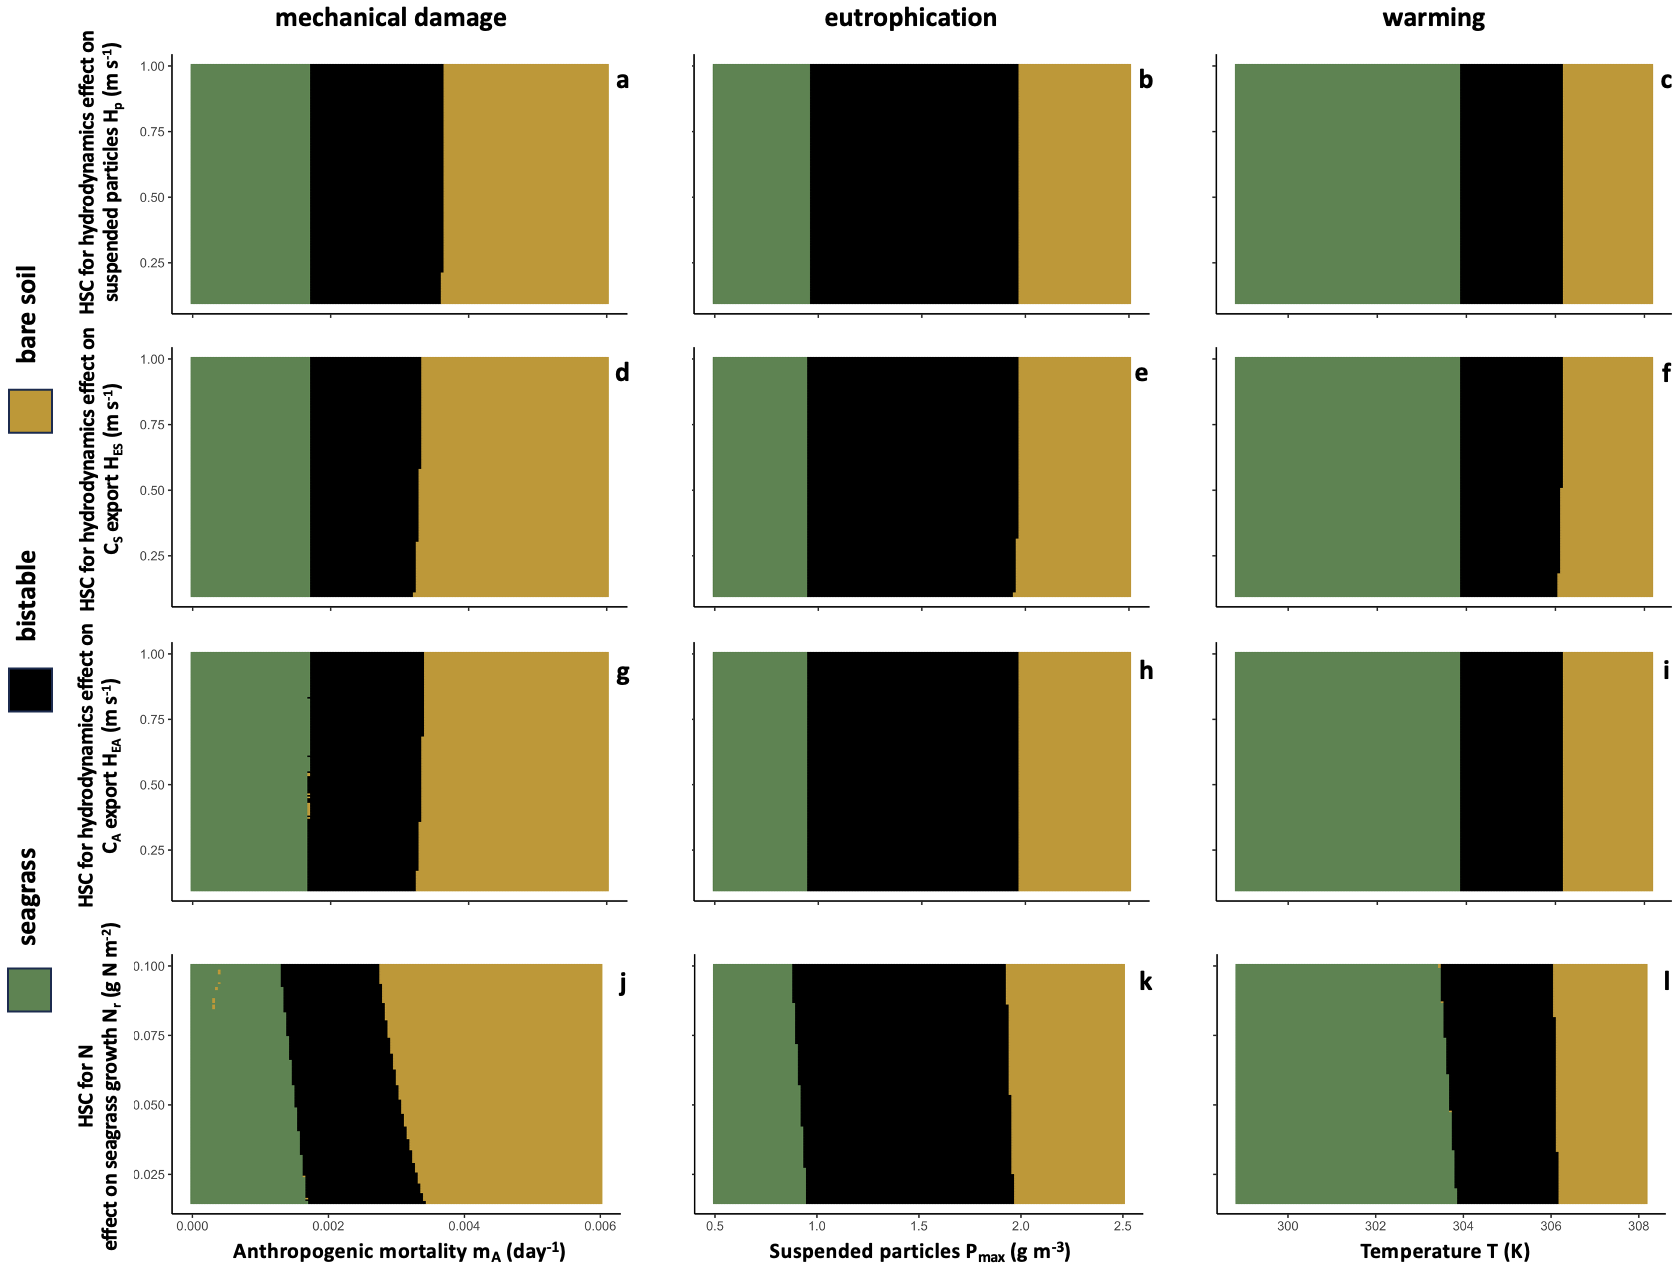 mechanical damage
eutrophication
warming
HSC for hydrodynamics effect on
suspended particles Hp (m s-1)
1.00
0.75
0.50
0.25
a
b
c
HSC for hydrodynamics effect on
CS export HES (m s-1)
1.00
0.75
0.50
0.25
d
e
f
HSC for hydrodynamics effect on
CA export HEA (m s-1)
1.00
0.75
0.50
0.25
g
h
i
HSC for N
effect on seagrass growth Nr (g N m-2)
0.100
0.075
0.050
0.025
j
k
l
0.000 0.002 0.004 0.006
0.5 1.0 1.5 2.0 2.5
300 302 304 306 308
Anthropogenic mortality mA (day-1)
Suspended particles Pmax (g m-3)
Temperature T (K)
bare soil
bistable
seagrass